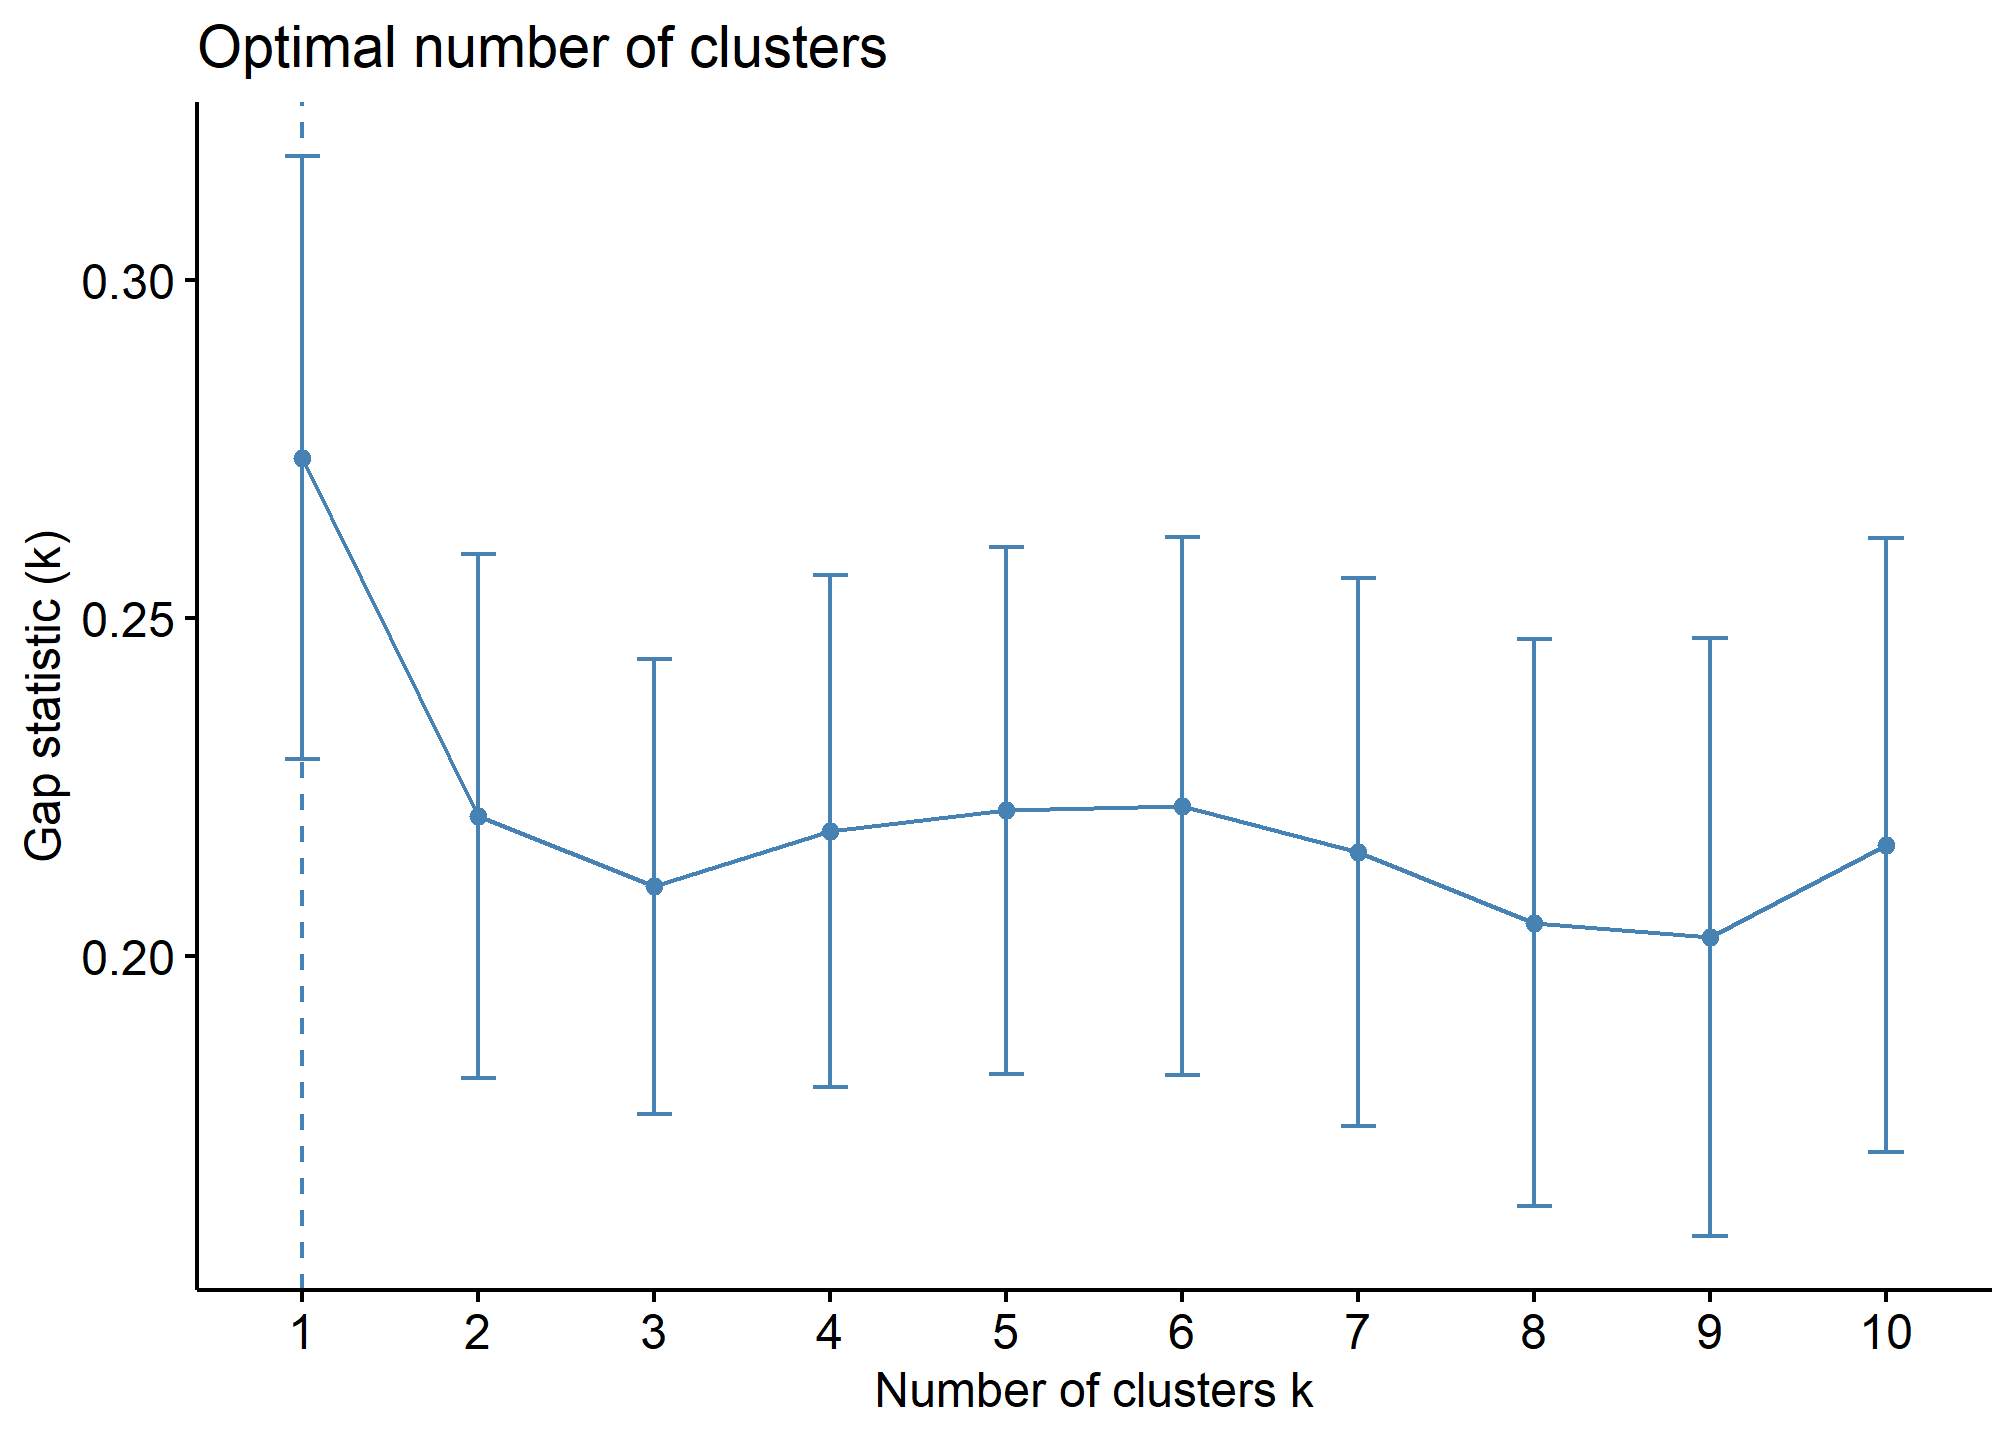 Optimal number of clusters
Gap statistic (k)
0.30
0.25
0.20
1 2 3 4 5 6 7 8 9 10
Number of clusters k